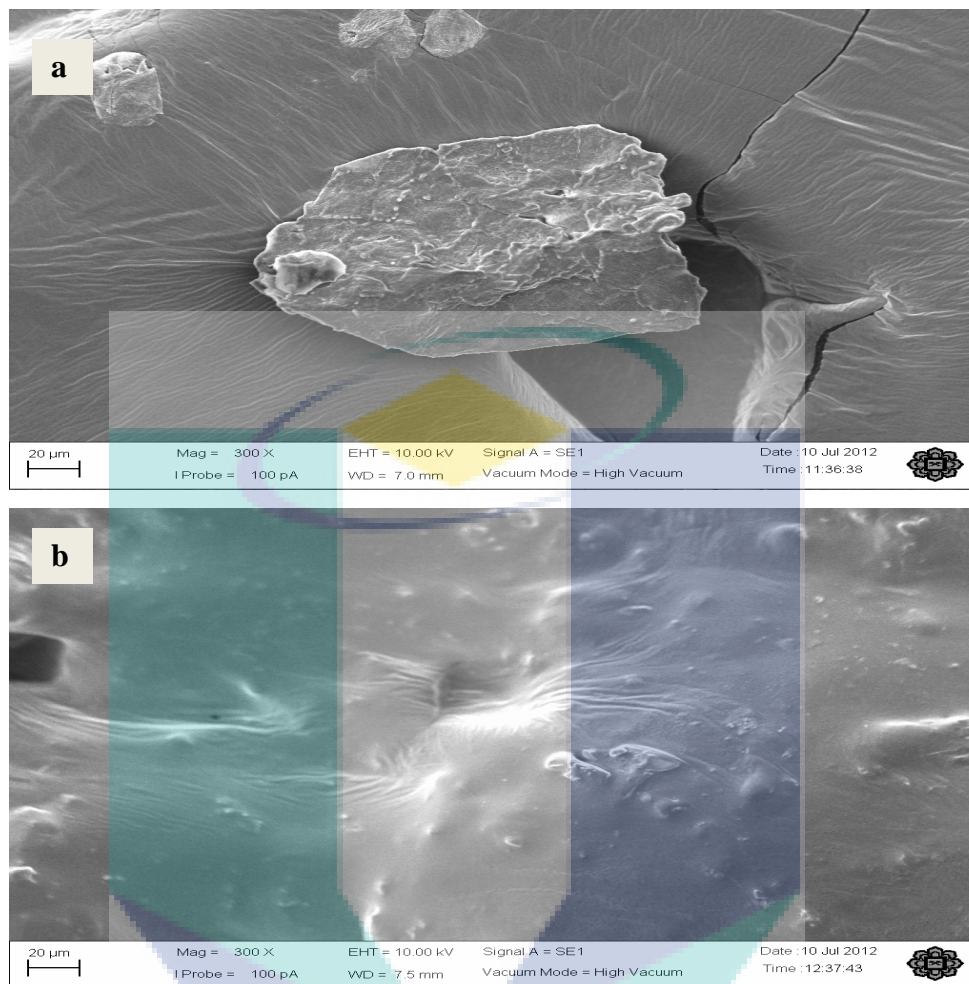 a
20 µm Mag = 300 X EHT = 10.00 kV Signal A = SE1 Date :10 Jul 2012
I Probe = 100 pA WD = 7.0 mm Vacuum Mode = High Vacuum Time :11:36:38
b
20 µm Mag = 300 X EHT = 10.00 kV Signal A = SE1 Date :10 Jul 2012
I Probe = 100 pA WD = 7.5 mm Vacuum Mode = High Vacuum Time :12:37:43